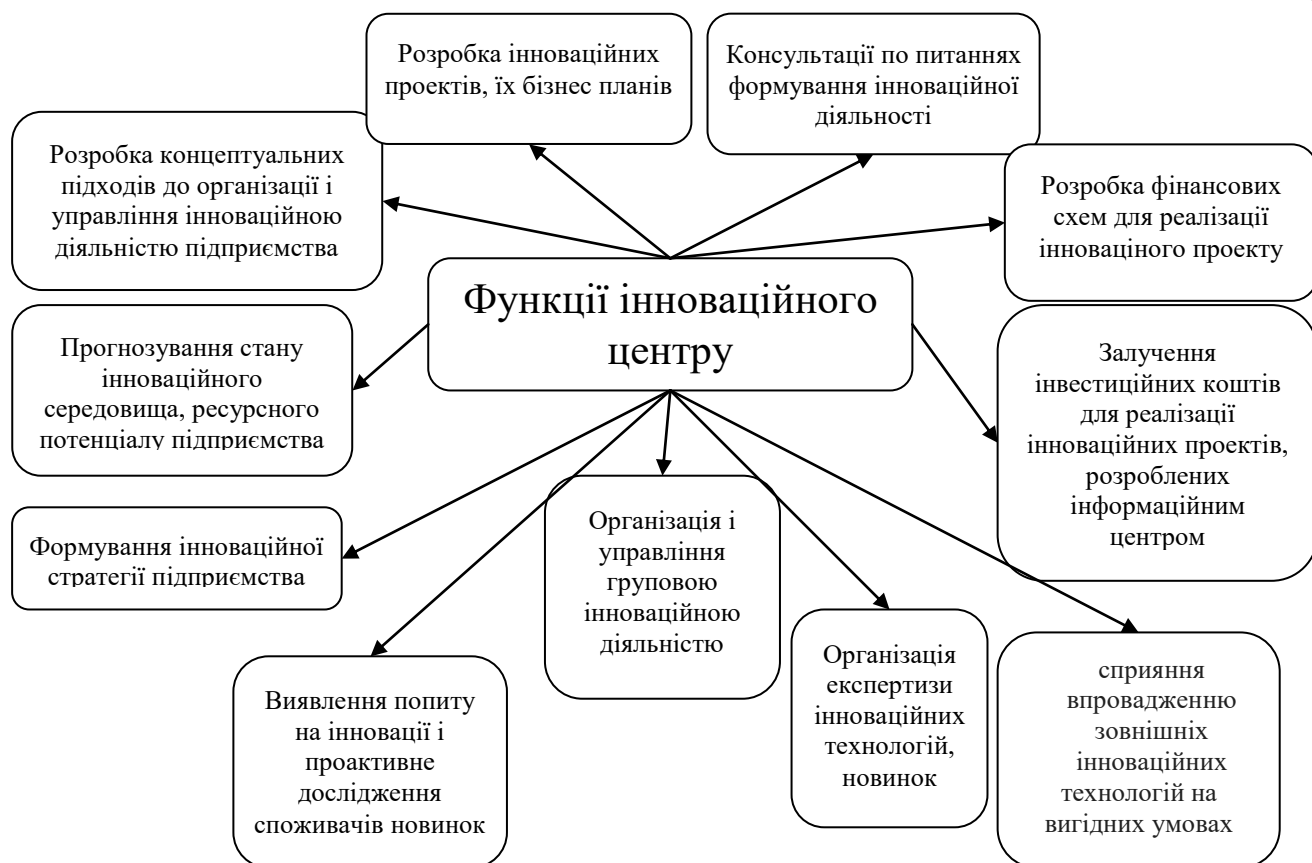 Розробка інноваційних
проектів, їх бізнес планів
Консультації по питаннях
формування інноваційної
діяльності
Розробка концептуальних
підходів до організації і
управління інноваційною
діяльністю підприємства
Розробка фінансових
схем для реалізації
інноваціного проекту
Функції інноваційного
центру
Прогнозування стану
інноваційного
середовища, ресурсного
потенціалу підприємства
Залучення
інвестиційних коштів
для реалізації
інноваційних проектів,
розроблених
інформаційним
центром
Формування інноваційної
стратегії підприємства
Організація і
управління
груповою
інноваційною
діяльністю
Виявлення попиту
на інновації і
проактивне
дослідження
споживачів новинок
Організація
експертизи
інноваційних
технологій,
новинок
сприяння
впровадженню
зовнішніх
інноваційних
технологій на
вигідних умовах